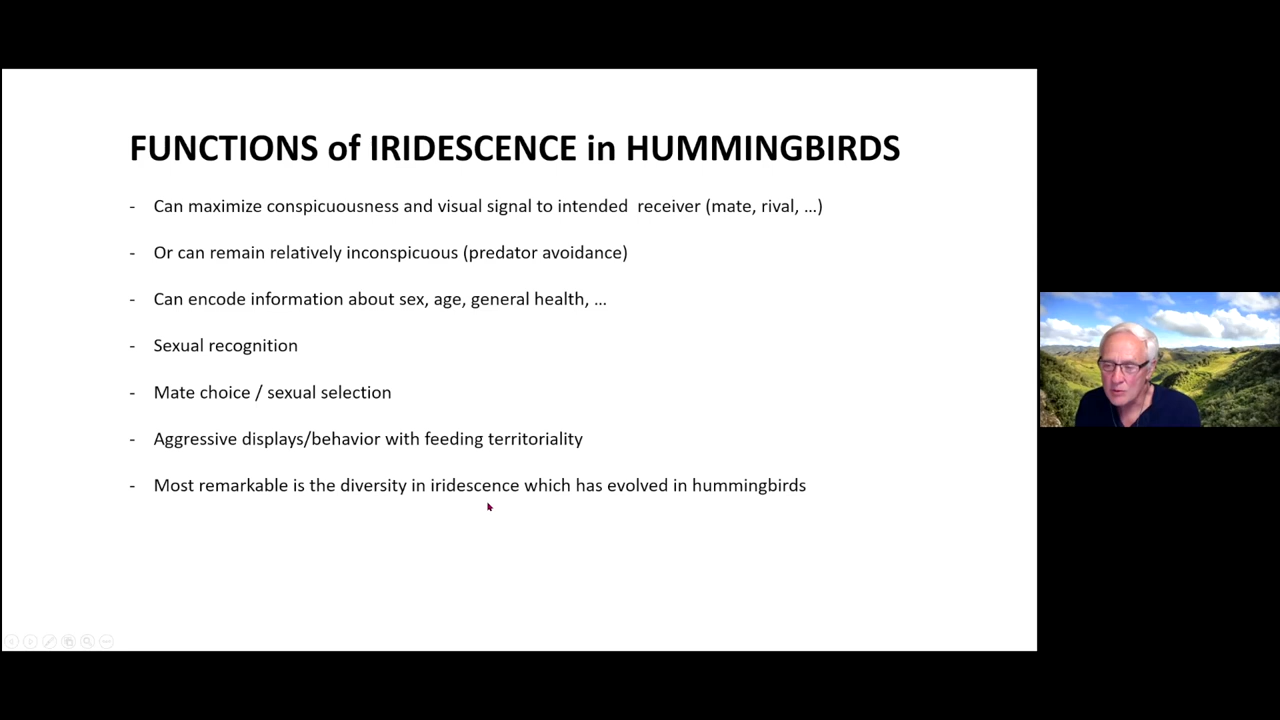 FUNCTIONS of IRIDESCENCE in HUMMINGBIRDS
- Can maximize conspicuousness and visual signal to intended  receiver (mate, rival, ...)
- Or can remain relatively inconspicuous (predator avoidance)
- Can encode information about sex, age, general health, ...
- Sexual recognition
- Mate choice / sexual selection
- Aggressive displays/behavior with feeding territoriality
- Most remarkable is the diversity in iridescence which has evolved in hummingbirds